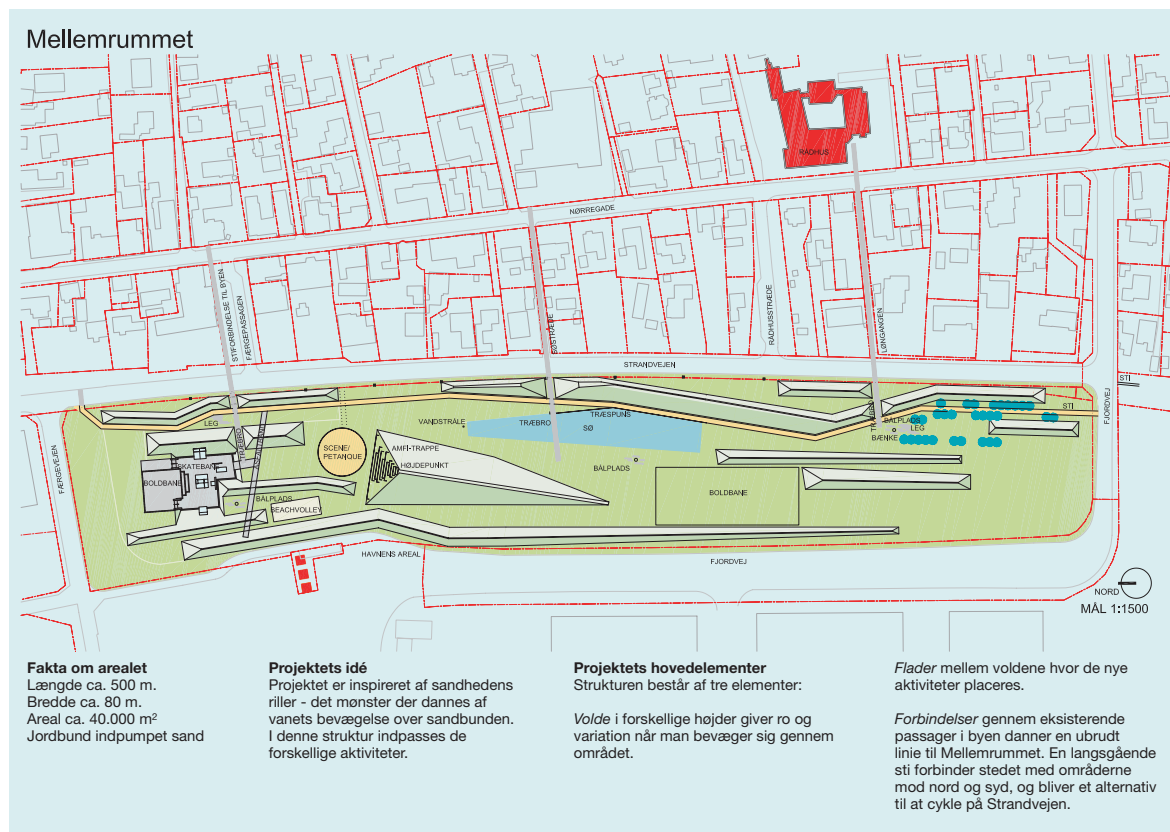 Mellemrummet
RÅDHUS
NØRREGADE
STIFORBINDELSE TIL BYEN
FÆRGEPASSAGEN
SØSTRÆDE
RÅDHUSSTRÆDE
LØNGANGEN
STRANDVEJEN
STI
STI
FJORDVEJ
FÆRGEVEJEN
LEG
TRÆBRO
SKATEBANE
BOLDBANE
BÅLPLADS
BEACHVOLLEY
SCENE/
PETANQUE
AMFI-TRAPPE
HØJDEPUNKT
VANDSTRÅLE
TRÆBRO
TRÆSPUNS
SØ
BÅLPLADS
BOLDBANE
TRÆBRO
BÅLPLADS
LEG
BÆNKE
HAVNENS AREAL
FJORDVEJ
NORD
MÅL 1:1500
Fakta om arealet
Længde ca. 500 m.
Bredde ca. 80 m.
Areal ca. 40.000 m²
Jordbund indpumpet sand
Projektets idé
Projektet er inspireret af sandhedens
riller - det mønster der dannes af
vanets bevægelse over sandbunden.
I denne struktur indpasses de
forskellige aktiviteter.
Projektets hovedelementer
Strukturen består af tre elementer:
Volde i forskellige højder giver ro og
variation når man bevæger sig gennem
området.
Flader mellem voldene hvor de nye
aktiviteter placeres.
Forbindelser gennem eksisterende
passager i byen danner en ubrudt
linie til Mellemrummet. En langsgående
sti forbinder stedet med områderne
mod nord og syd, og bliver et alternativ
til at cykle på Strandvejen.